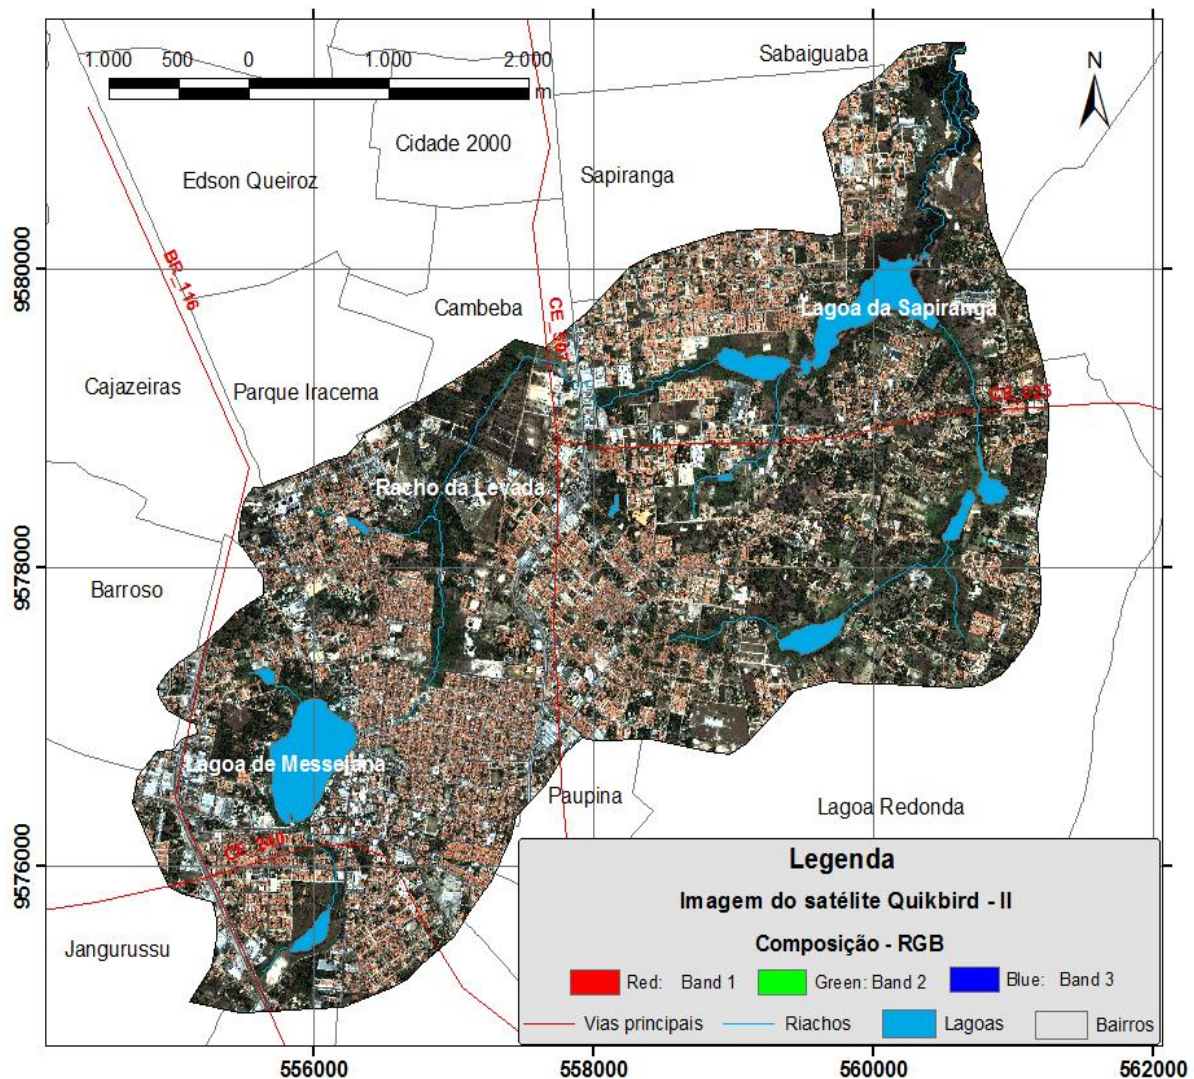 Sabaiguaba
1.000 500 0 1.000 2.000
m
N
Cidade 2000
Edson Queiroz
Sapiranga
BR_116
9580000
Cambeba
Lagoa da Sapiranga
Cajazeiras
Parque Iracema
CE_025
Racho da Levada
9578000
Barroso
Lagoa de Messejana
Paupina
Lagoa Redonda
CE_240
9576000
Jangurussu
Legenda
Imagem do satélite Quikbird - II
Composição - RGB
Red: Band 1
Green: Band 2
Blue: Band 3
Vias principais
Riachos
Lagoas
Bairros
556000
558000
560000
562000